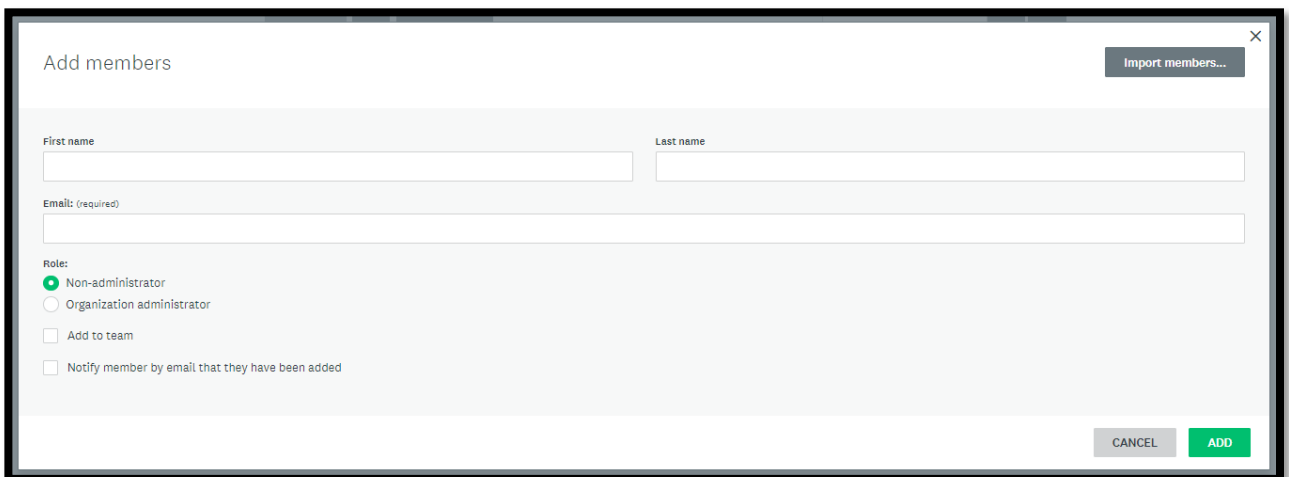 Add members
Import members...
First name
Last name
Email: (required)
Role:
Non-administrator
Organization administrator
Add to team
Notify member by email that they have been added
CANCEL
ADD